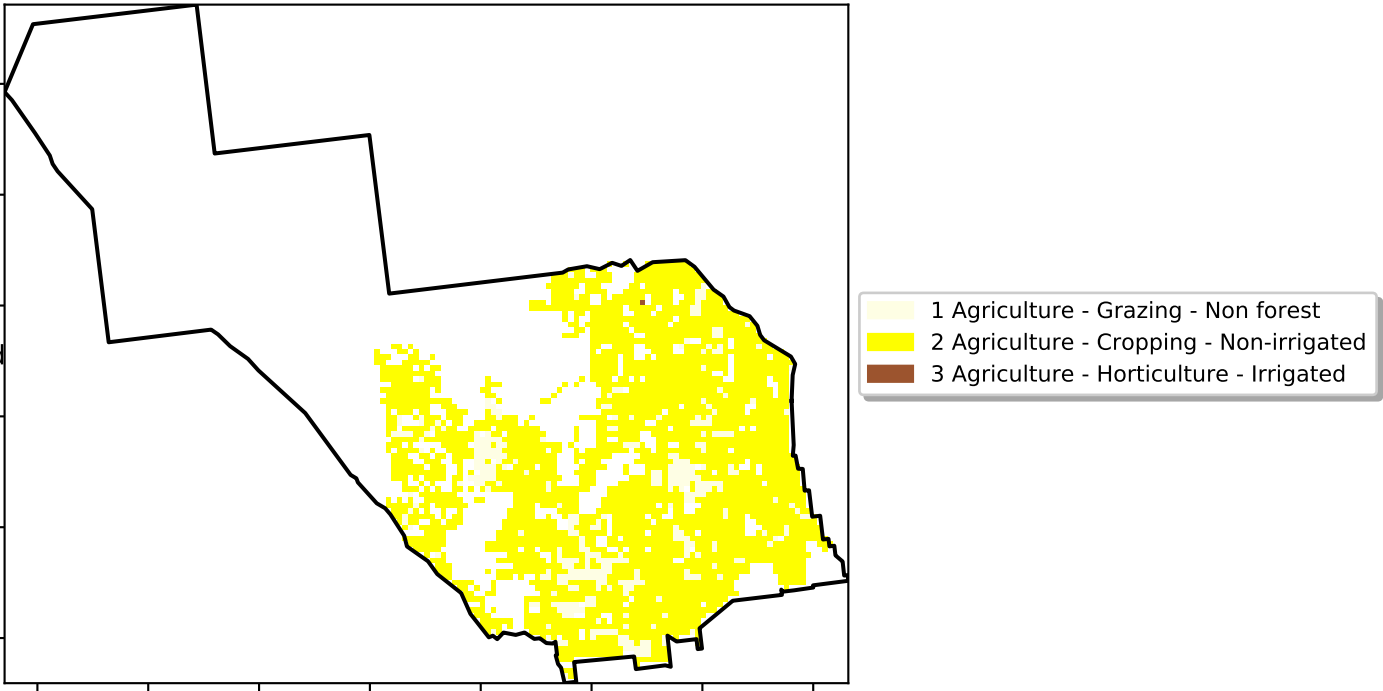 1 Agriculture - Grazing - Non forest
2 Agriculture - Cropping - Non-irrigated
3 Agriculture - Horticulture - Irrigated